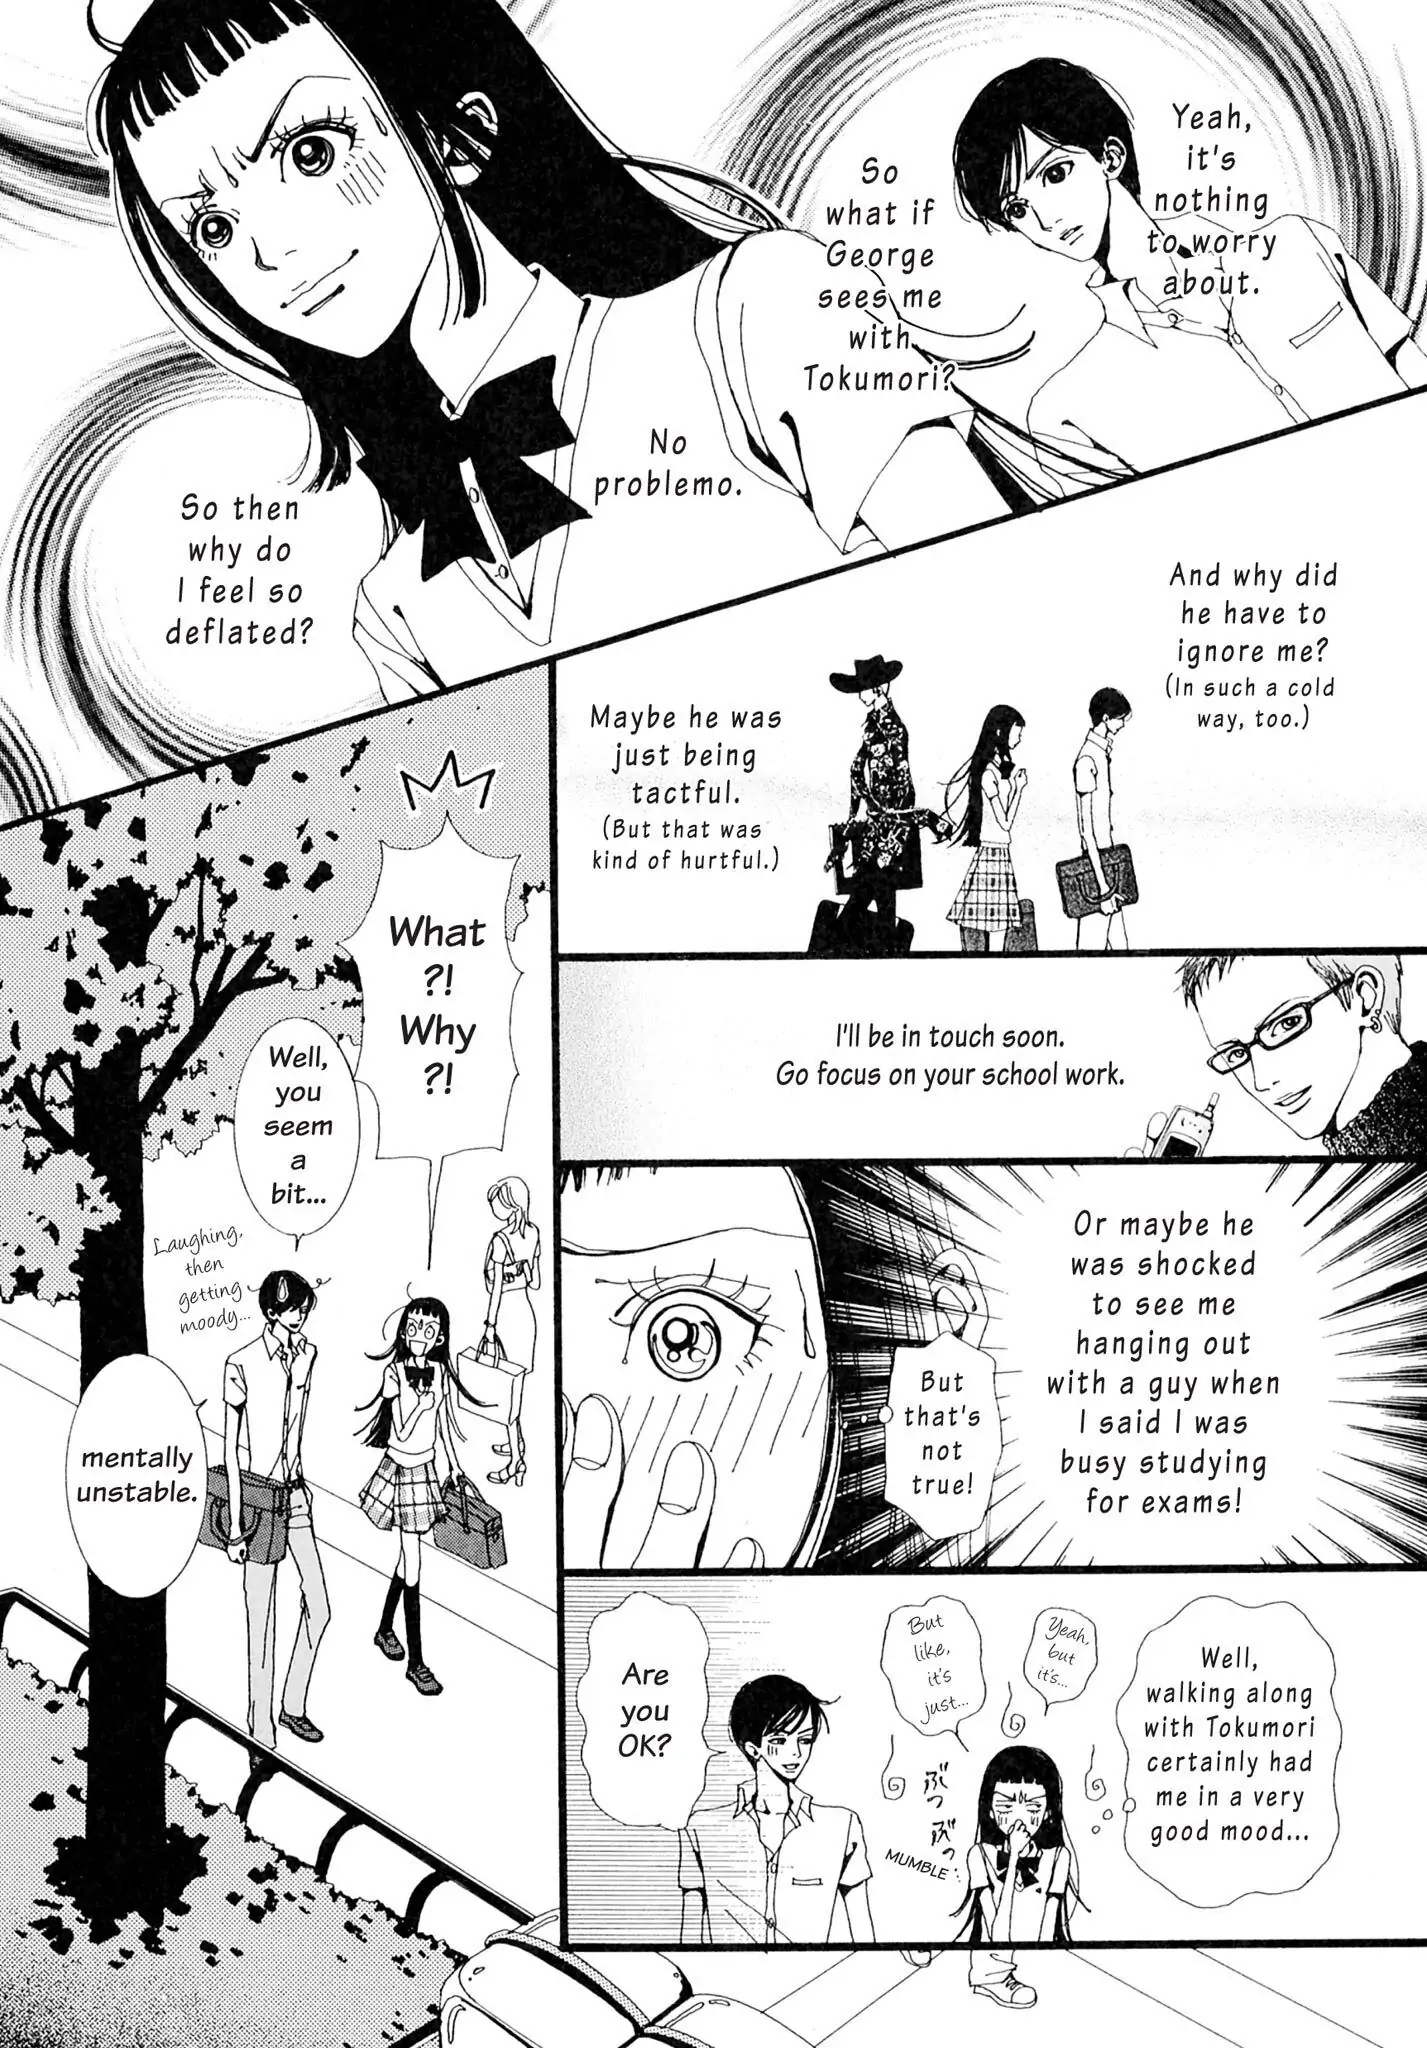 Yeah,
it's
nothing
to worry
about.
So
what if
George
sees me
with
Tokumori?
No
problemo.
So then
why do
I feel so
deflated?
And why did
he have to
ignore me?
(In such a cold
way, too.)
Maybe he was
just being
tactful.
(But that was
kind of hurtful.)
I'll be in touch soon.
Go focus on your school work.
Or maybe he
was shocked
to see me
hanging out
with a guy when
I said I was
busy studying
for exams!
But
that's
not
true!
Well,
walking along
with Tokumori
certainly had
me in a very
good mood...
Yeah,
but
it's...
But
like,
it's
just...
ぶつ
ぶつ
MUMBLE
Are
you
OK?
What
?!
Why
?!
Well,
you
seem
a
bit...
Laughing,
then
getting
moody...
mentally
unstable.